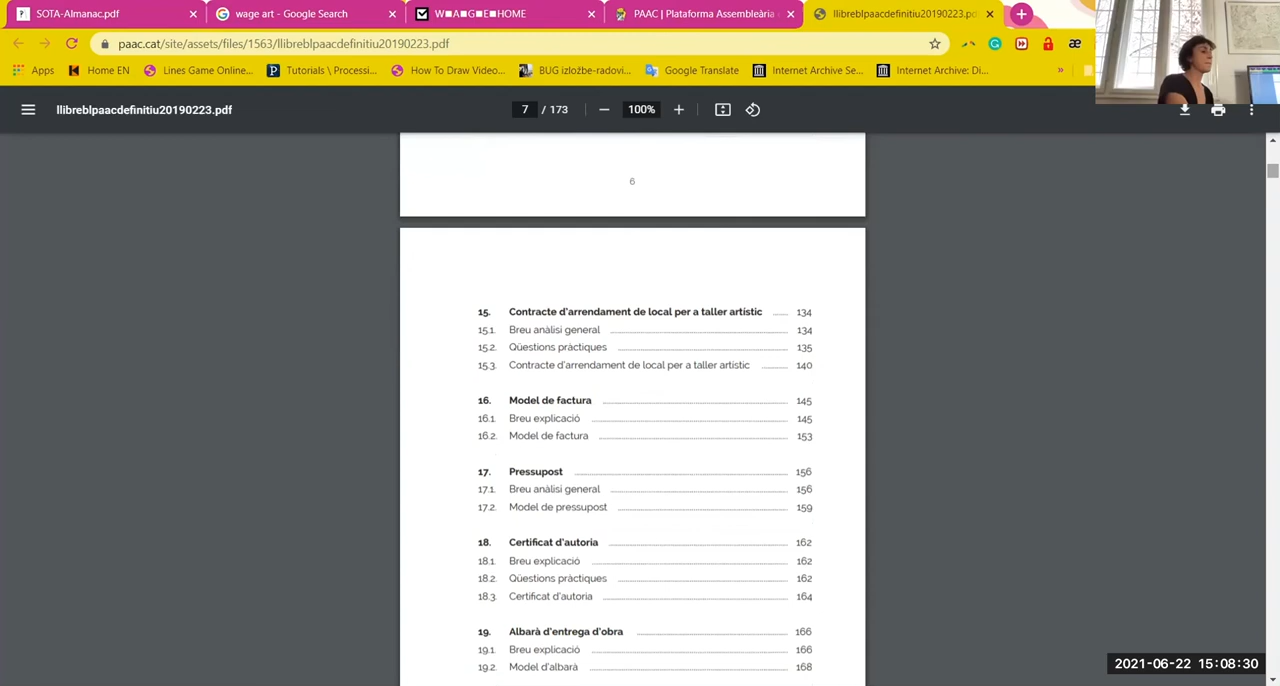 SOTA-Almanac.pdf
wage art - Google Search
W■A■G■E■HOME
PAAC | Plataforma Assembleària
llibreblpaacdefinitiu20190223.pd
paac.cat/site/assets/files/1563/llibreblpaacdefinitiu20190223.pdf
Apps
Home EN
Lines Game Online...
Tutorials \ Processi...
How To Draw Video...
BUG izložbe-radovi...
Google Translate
Internet Archive Se...
Internet Archive: Di...
»
llibreblpaacdefinitiu20190223.pdf
7 / 173
100%
6
15. Contracte d'arrendament de local per a taller artístic 134
15.1. Breu anàlisi general 134
15.2. Qüestions pràctiques 135
15.3. Contracte d'arrendament de local per a taller artístic 140
16. Model de factura 145
16.1. Breu explicació 145
16.2. Model de factura 153
17. Pressupost 156
17.1. Breu anàlisi general 156
17.2. Model de pressupost 159
18. Certificat d'autoria 162
18.1. Breu explicació 162
18.2. Qüestions pràctiques 162
18.3. Certificat d'autoria 164
19. Albarà d'entrega d'obra 166
19.1. Breu explicació 166
19.2. Model d'albarà 168
2021-06-22 15:08:30